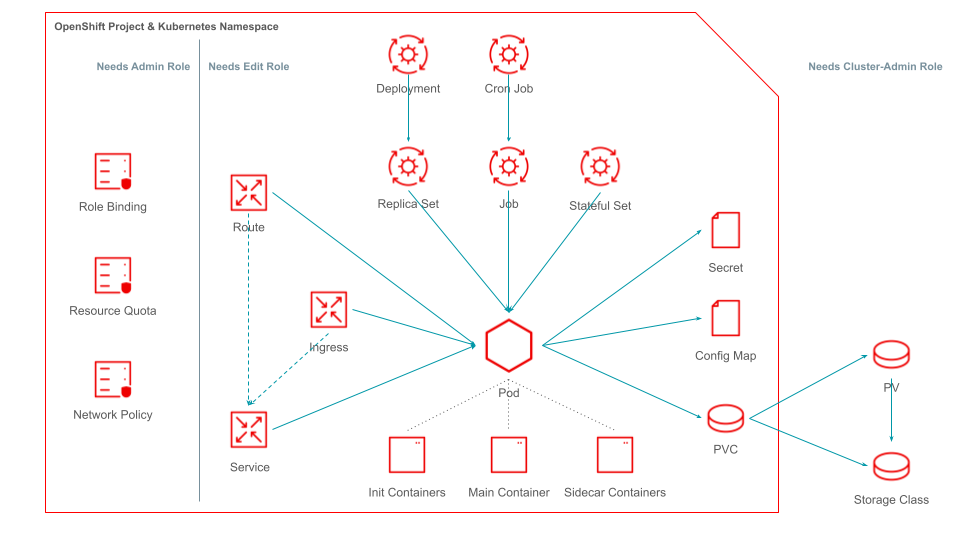 OpenShift Project & Kubernetes Namespace
Needs Admin Role
Needs Edit Role
Needs Cluster-Admin Role
Deployment
Cron Job
Role Binding
Replica Set
Job
Stateful Set
Route
Secret
Resource Quota
Ingress
Config Map
Pod
PV
Network Policy
Service
PVC
Init Containers
Main Container
Sidecar Containers
Storage Class